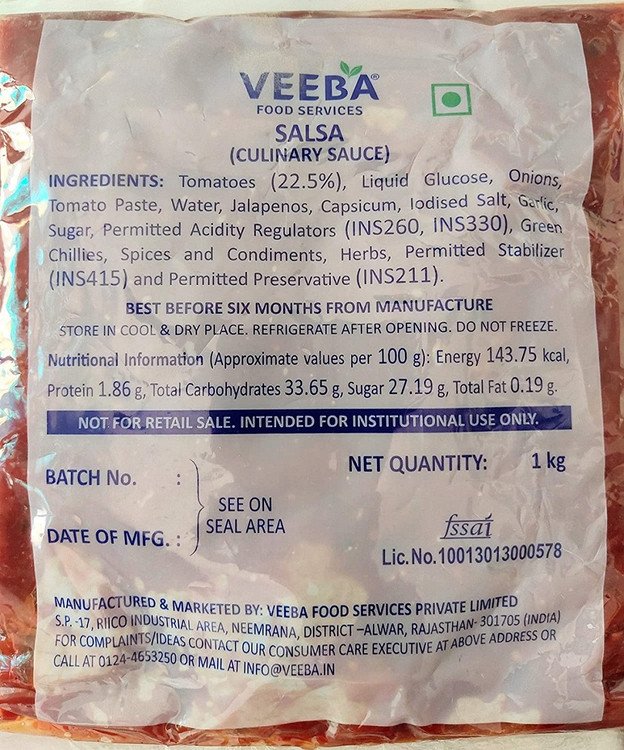 VEEBA®
FOOD SERVICES
SALSA
(CULINARY SAUCE)
INGREDIENTS: Tomatoes (22.5%), Liquid Glucose, Onions,
Tomato Paste, Water, Jalapenos, Capsicum, Iodised Salt, Garlic,
Sugar, Permitted Acidity Regulators (INS260, INS330), Green
Chillies, Spices and Condiments, Herbs, Permitted Stabilizer
(INS415) and Permitted Preservative (INS211).
BEST BEFORE SIX MONTHS FROM MANUFACTURE
STORE IN COOL & DRY PLACE. REFRIGERATE AFTER OPENING. DO NOT FREEZE.
Nutritional Information (Approximate values per 100 g): Energy 143.75 kcal,
Protein 1.86 g, Total Carbohydrates 33.65 g, Sugar 27.19 g, Total Fat 0.19 g.
NOT FOR RETAIL SALE. INTENDED FOR INSTITUTIONAL USE ONLY.
BATCH No. :
DATE OF MFG. :
SEE ON
SEAL AREA
NET QUANTITY: 1 kg
fssai
Lic.No.10013013000578
MANUFACTURED & MARKETED BY: VEEBA FOOD SERVICES PRIVATE LIMITED
S.P. -17, RIICO INDUSTRIAL AREA, NEEMRANA, DISTRICT –ALWAR, RAJASTHAN- 301705 (INDIA)
FOR COMPLAINTS/IDEAS CONTACT OUR CONSUMER CARE EXECUTIVE AT ABOVE ADDRESS OR
CALL AT 0124-4653250 OR MAIL AT INFO@VEEBA.IN